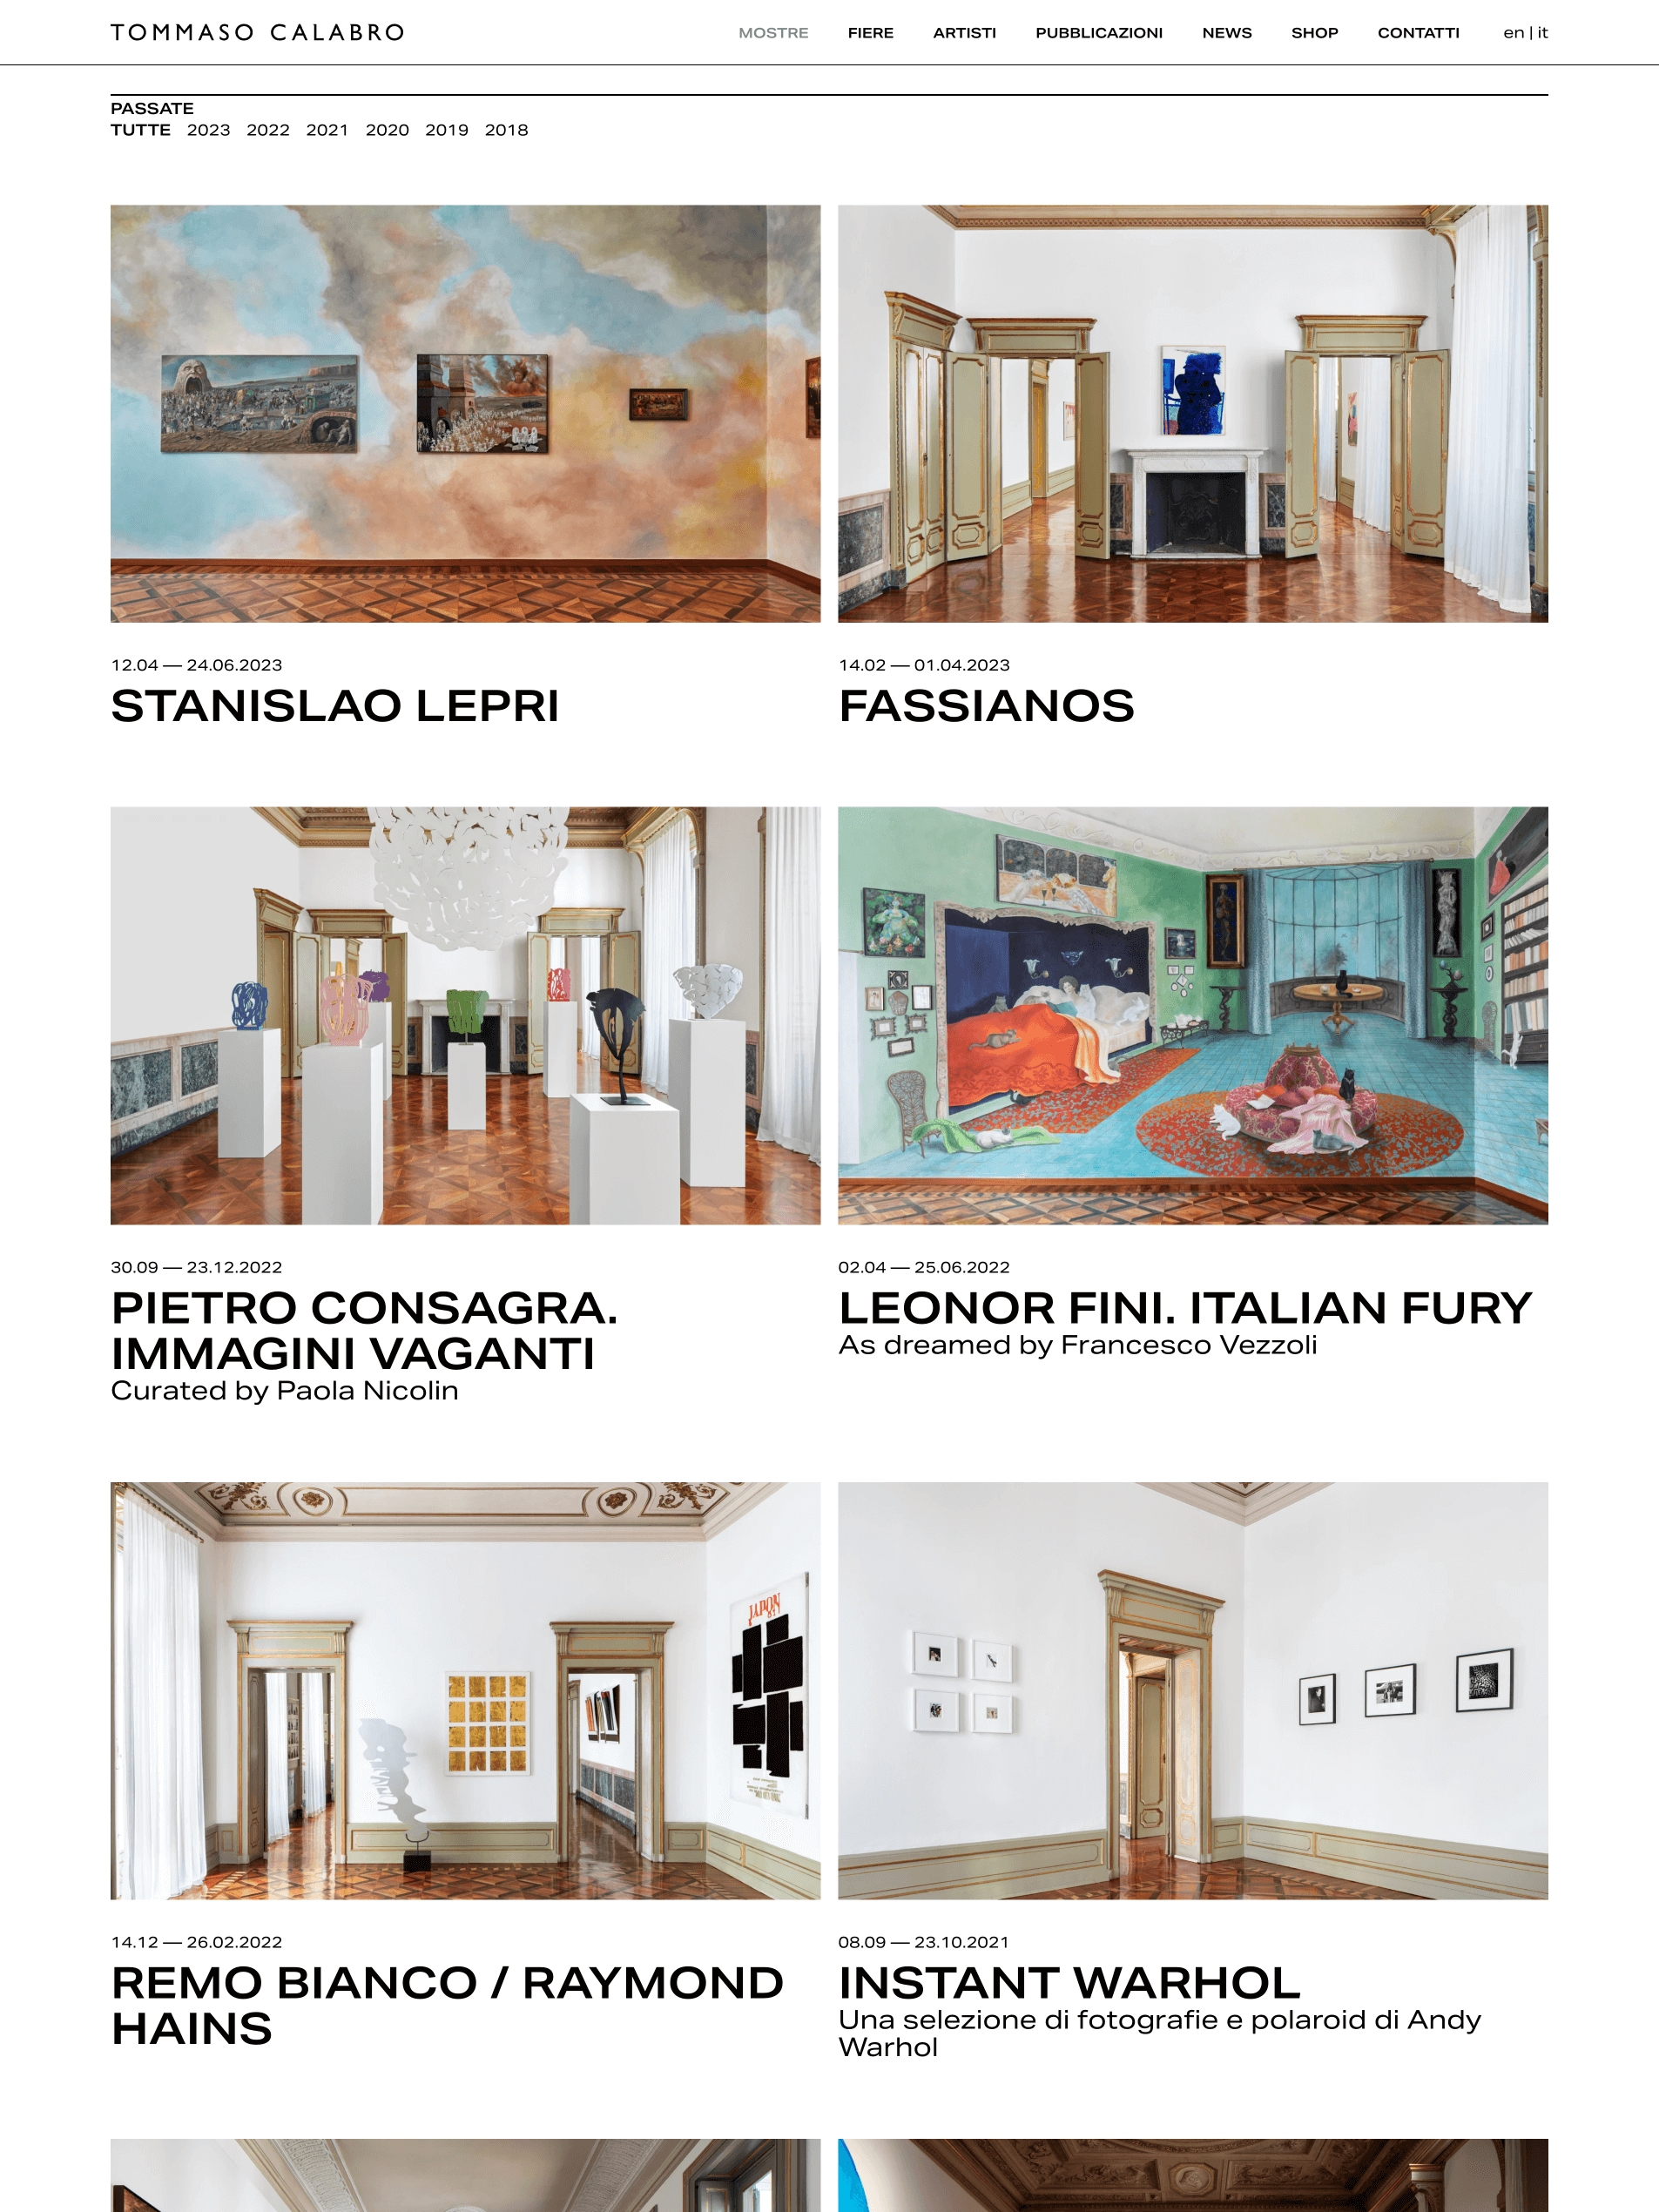 TOMMASO CALABRO
MOSTRE FIERE ARTISTI PUBBLICAZIONI NEWS SHOP CONTATTI en | it
PASSATE
TUTTE 2023 2022 2021 2020 2019 2018
12.04 — 24.06.2023
STANISLAO LEPRI
14.02 — 01.04.2023
FASSIANOS
30.09 — 23.12.2022
PIETRO CONSAGRA.
IMMAGINI VAGANTI
Curated by Paola Nicolin
02.04 — 25.06.2022
LEONOR FINI. ITALIAN FURY
As dreamed by Francesco Vezzoli
JAPON
14.12 — 26.02.2022
REMO BIANCO / RAYMOND
HAINS
08.09 — 23.10.2021
INSTANT WARHOL
Una selezione di fotografie e polaroid di Andy
Warhol